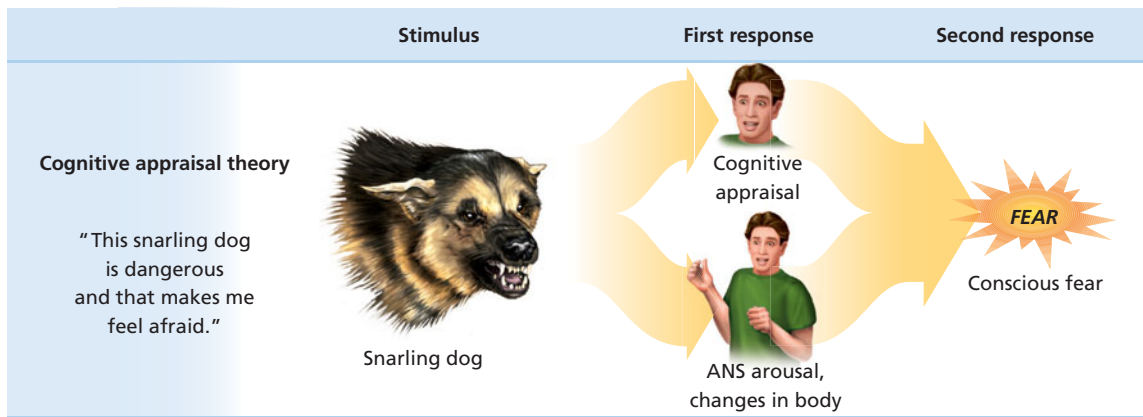 Stimulus
First response
Second response
Cognitive appraisal theory
“This snarling dog
is dangerous
and that makes me
feel afraid.”
Snarling dog
Cognitive
appraisal
ANS arousal,
changes in body
FEAR
Conscious fear